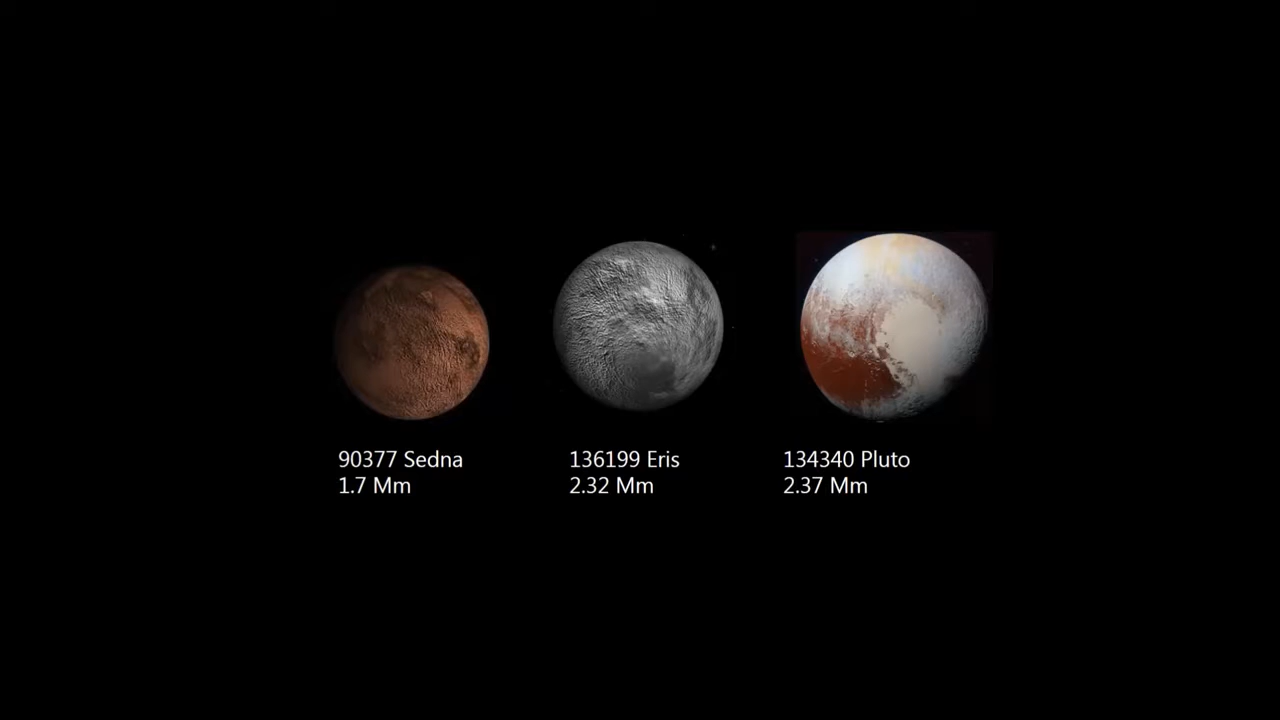 90377 Sedna
1.7 Mm
136199 Eris
2.32 Mm
134340 Pluto
2.37 Mm